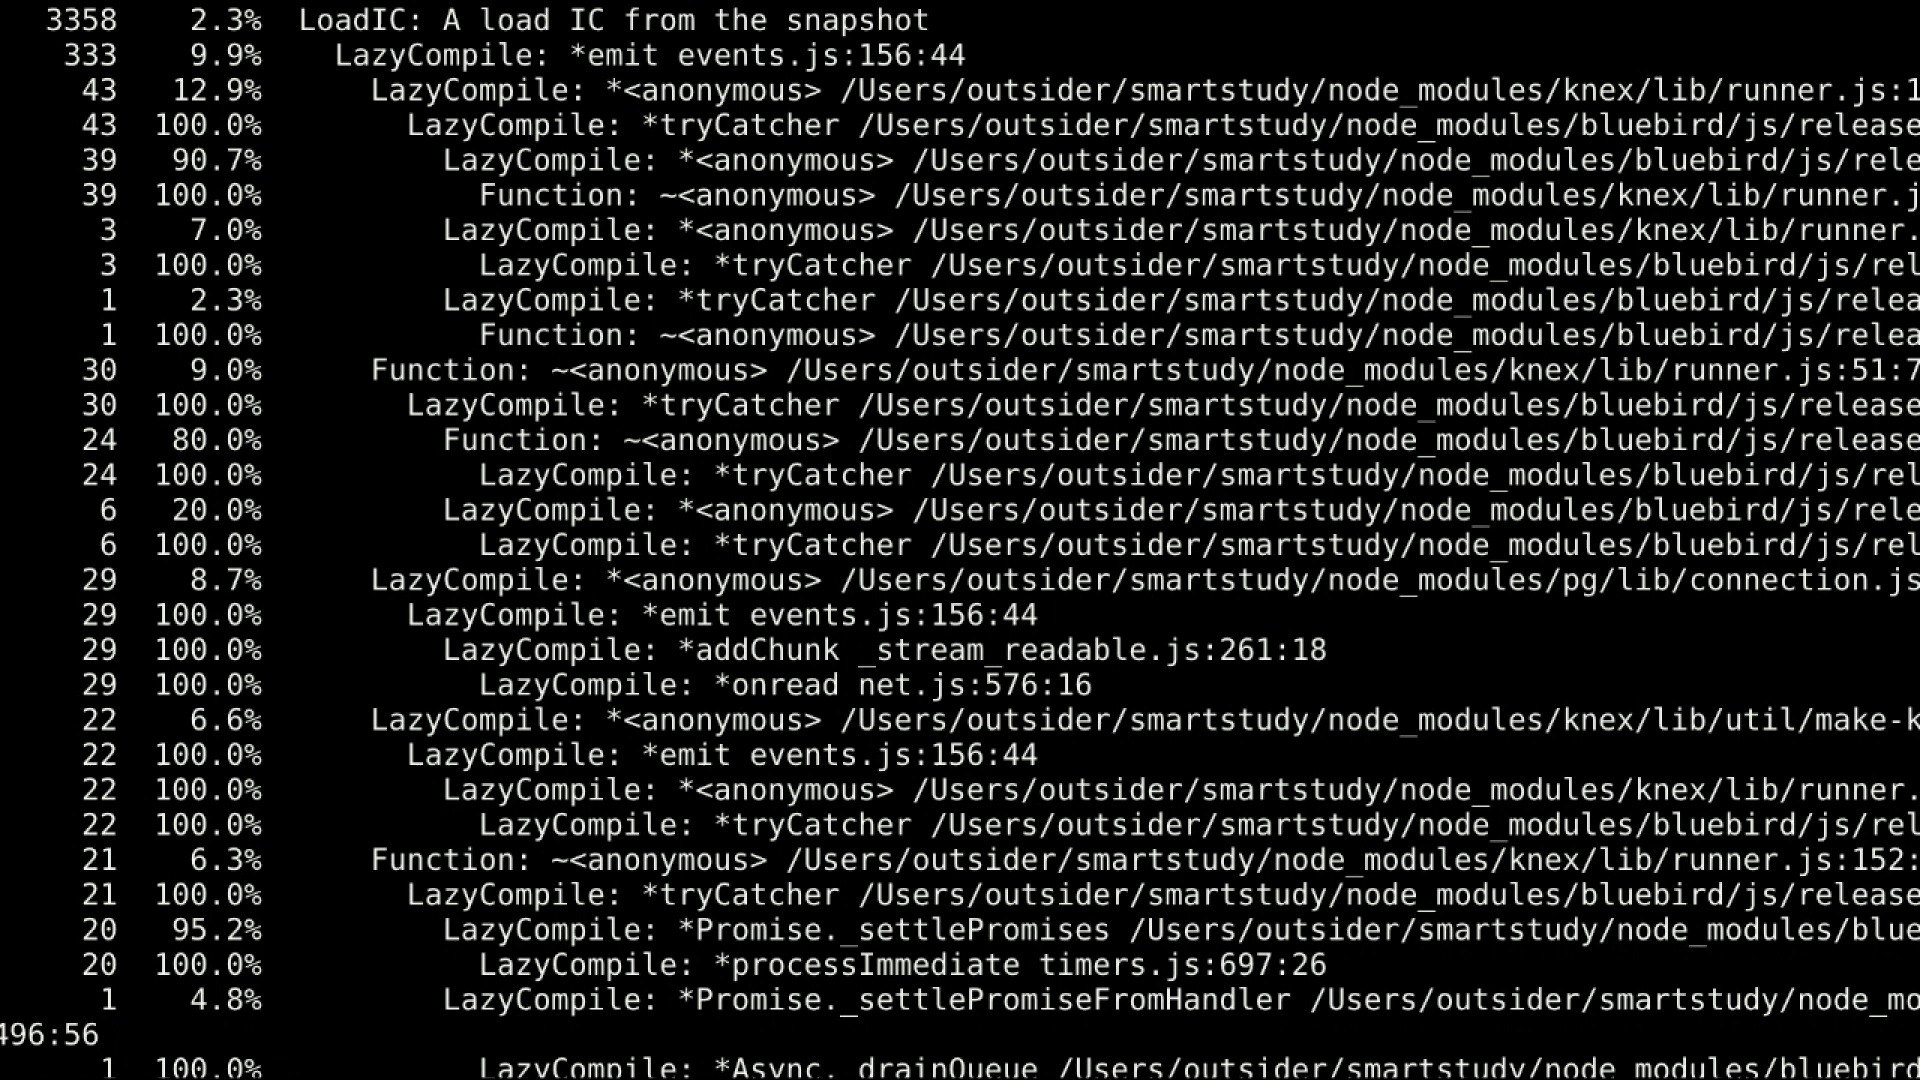 3358 2.3% LoadIC: A load IC from the snapshot
333 9.9% LazyCompile: *emit events.js:156:44
43 12.9% LazyCompile: *<anonymous> /Users/outsider/smartstudy/node_modules/knex/lib/runner.js:1
43 100.0% LazyCompile: *tryCatcher /Users/outsider/smartstudy/node_modules/bluebird/js/release
39 90.7% LazyCompile: *<anonymous> /Users/outsider/smartstudy/node_modules/bluebird/js/rele
39 100.0% Function: ~<anonymous> /Users/outsider/smartstudy/node_modules/knex/lib/runner.j
3 7.0% LazyCompile: *<anonymous> /Users/outsider/smartstudy/node_modules/knex/lib/runner.
3 100.0% LazyCompile: *tryCatcher /Users/outsider/smartstudy/node_modules/bluebird/js/rel
1 2.3% LazyCompile: *tryCatcher /Users/outsider/smartstudy/node_modules/bluebird/js/relea
1 100.0% Function: ~<anonymous> /Users/outsider/smartstudy/node_modules/bluebird/js/relea
30 9.0% Function: ~<anonymous> /Users/outsider/smartstudy/node_modules/knex/lib/runner.js:51:7
30 100.0% LazyCompile: *tryCatcher /Users/outsider/smartstudy/node_modules/bluebird/js/release
24 80.0% Function: ~<anonymous> /Users/outsider/smartstudy/node_modules/bluebird/js/release
24 100.0% LazyCompile: *tryCatcher /Users/outsider/smartstudy/node_modules/bluebird/js/rel
6 20.0% LazyCompile: *<anonymous> /Users/outsider/smartstudy/node_modules/bluebird/js/rele
6 100.0% LazyCompile: *tryCatcher /Users/outsider/smartstudy/node_modules/bluebird/js/rel
29 8.7% LazyCompile: *<anonymous> /Users/outsider/smartstudy/node_modules/pg/lib/connection.js
29 100.0% LazyCompile: *emit events.js:156:44
29 100.0% LazyCompile: *addChunk _stream_readable.js:261:18
29 100.0% LazyCompile: *onread net.js:576:16
22 6.6% LazyCompile: *<anonymous> /Users/outsider/smartstudy/node_modules/knex/lib/util/make-k
22 100.0% LazyCompile: *emit events.js:156:44
22 100.0% LazyCompile: *<anonymous> /Users/outsider/smartstudy/node_modules/knex/lib/runner.
22 100.0% LazyCompile: *tryCatcher /Users/outsider/smartstudy/node_modules/bluebird/js/rel
21 6.3% Function: ~<anonymous> /Users/outsider/smartstudy/node_modules/knex/lib/runner.js:152:
21 100.0% LazyCompile: *tryCatcher /Users/outsider/smartstudy/node_modules/bluebird/js/release
20 95.2% LazyCompile: *Promise._settlePromises /Users/outsider/smartstudy/node_modules/blue
20 100.0% LazyCompile: *processImmediate timers.js:697:26
1 4.8% LazyCompile: *Promise._settlePromiseFromHandler /Users/outsider/smartstudy/node_mo
496:56
1 100.0% LazyCompile: *Async._drainQueue /Users/outsider/smartstudy/node_modules/bluebird